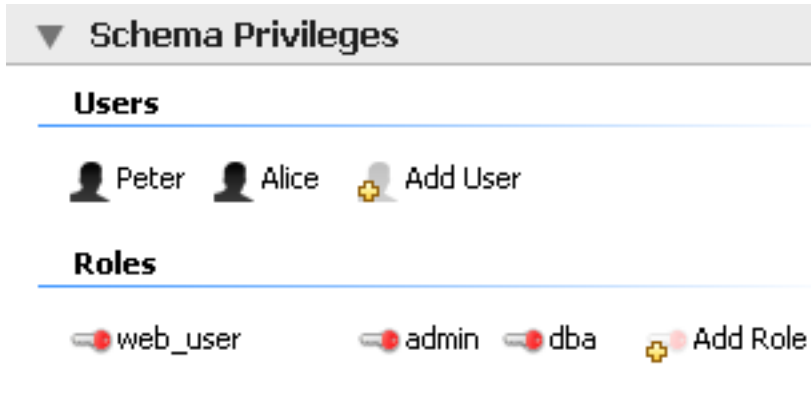 Schema Privileges
Users
Peter Alice Add User
Roles
web_user admin dba Add Role